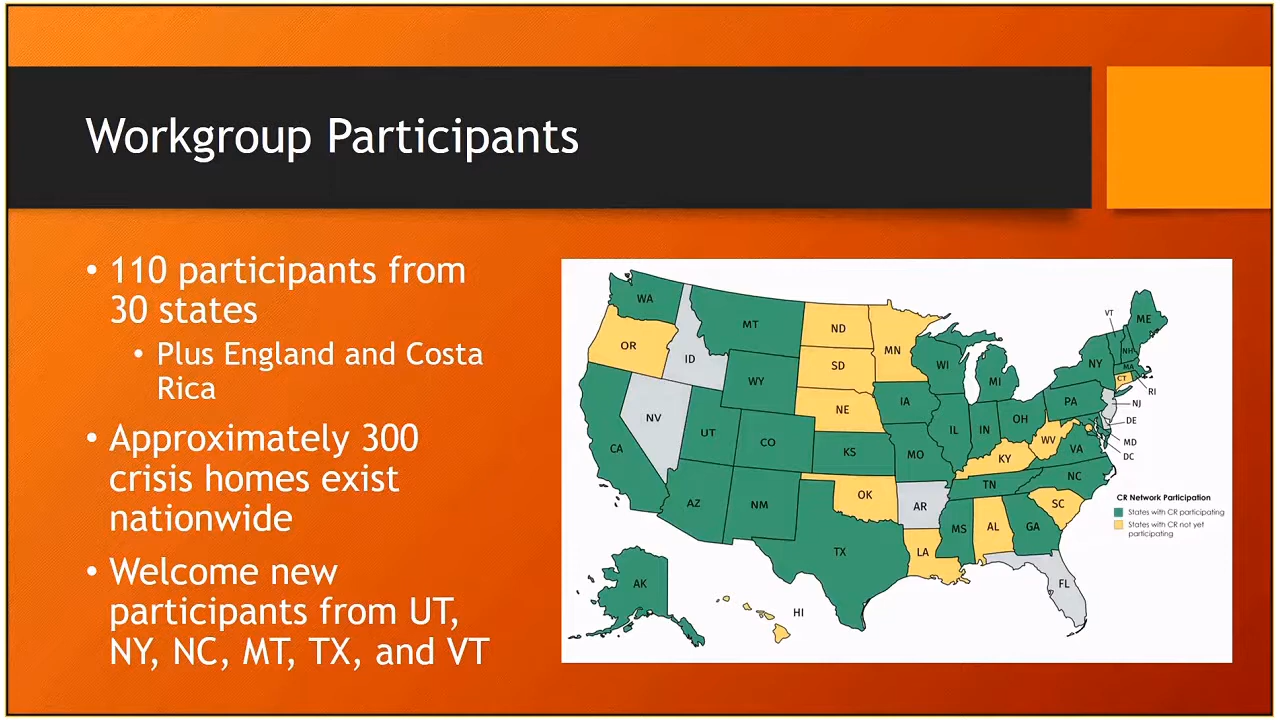 Workgroup Participants
• 110 participants from
30 states
• Plus England and Costa
Rica
• Approximately 300
crisis homes exist
nationwide
• Welcome new
participants from UT,
NY, NC, MT, TX, and VT
WA
MT
ND
MN
OR
ID
SD
WI
MI
VT
ME
NH
NY
MA
CT
RI
WY
NE
IA
PA
NJ
NV
UT
CO
KS
MO
IL
IN
OH
WV
VA
DE
MD
DC
CA
KY
AZ
NM
OK
AR
TN
NC
SC
TX
LA
MS
AL
GA
FL
AK
HI
CR Network Participation
States with CR participating
States with CR not yet
participating